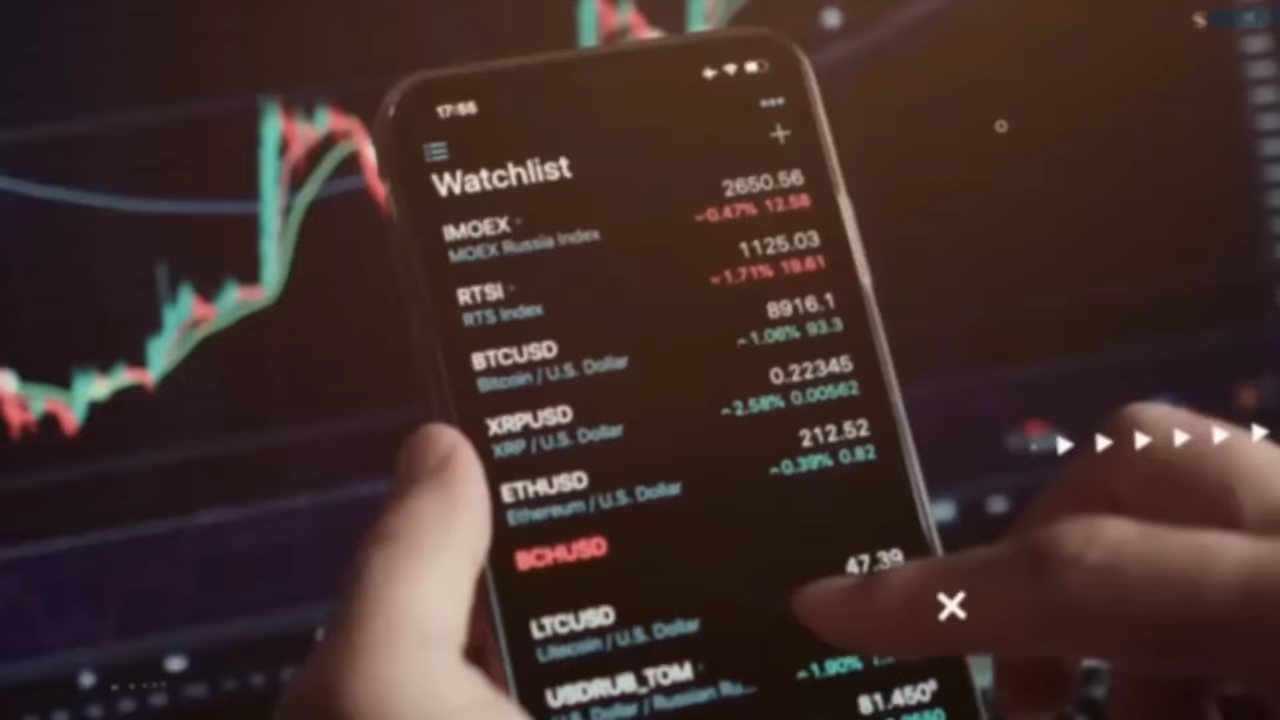 17:55
Watchlist
IMOEX 2650.56
MOEX Russia Index −0.47% 12.58
RTSI 1125.03
RTS Index −1.71% 19.61
BTCUSD 8916.1
Bitcoin / U.S. Dollar 1.06% 93.3
XRPUSD 0.22345
XRP / U.S. Dollar 2.58% 0.00562
ETHUSD 212.52
Ethereum / U.S. Dollar 0.39% 0.82
BCHUSD
LTCUSD 47.39
Litecoin / U.S. Dollar 1.90%
USDRUB_TOM 81.450
U.S. Dollar / Russian Ru...